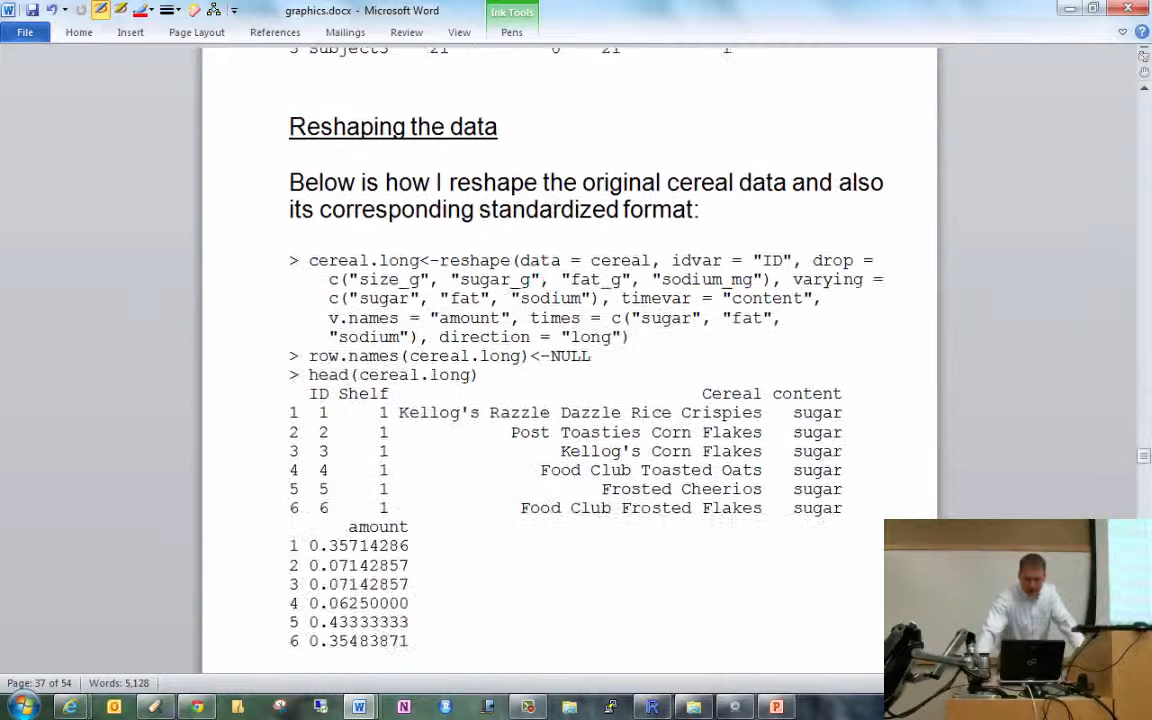 graphics.docx - Microsoft Word
Ink Tools
File Home Insert Page Layout References Mailings Review View Pens
3 Subject3 21 0 21 1
Reshaping the data
Below is how I reshape the original cereal data and also
its corresponding standardized format:
> cereal.long<-reshape(data = cereal, idvar = "ID", drop =
c("size_g", "sugar_g", "fat_g", "sodium_mg"), varying =
c("sugar", "fat", "sodium"), timevar = "content",
v.names = "amount", times = c("sugar", "fat",
"sodium"), direction = "long")
> row.names(cereal.long)<-NULL
> head(cereal.long)
ID Shelf Cereal content
1 1 1 Kellog's Razzle Dazzle Rice Crispies sugar
2 2 1 Post Toasties Corn Flakes sugar
3 3 1 Kellog's Corn Flakes sugar
4 4 1 Food Club Toasted Oats sugar
5 5 1 Frosted Cheerios sugar
6 6 1 Food Club Frosted Flakes sugar
amount
1 0.35714286
2 0.07142857
3 0.07142857
4 0.06250000
5 0.43333333
6 0.35483871
Page: 37 of 54 Words: 5,128